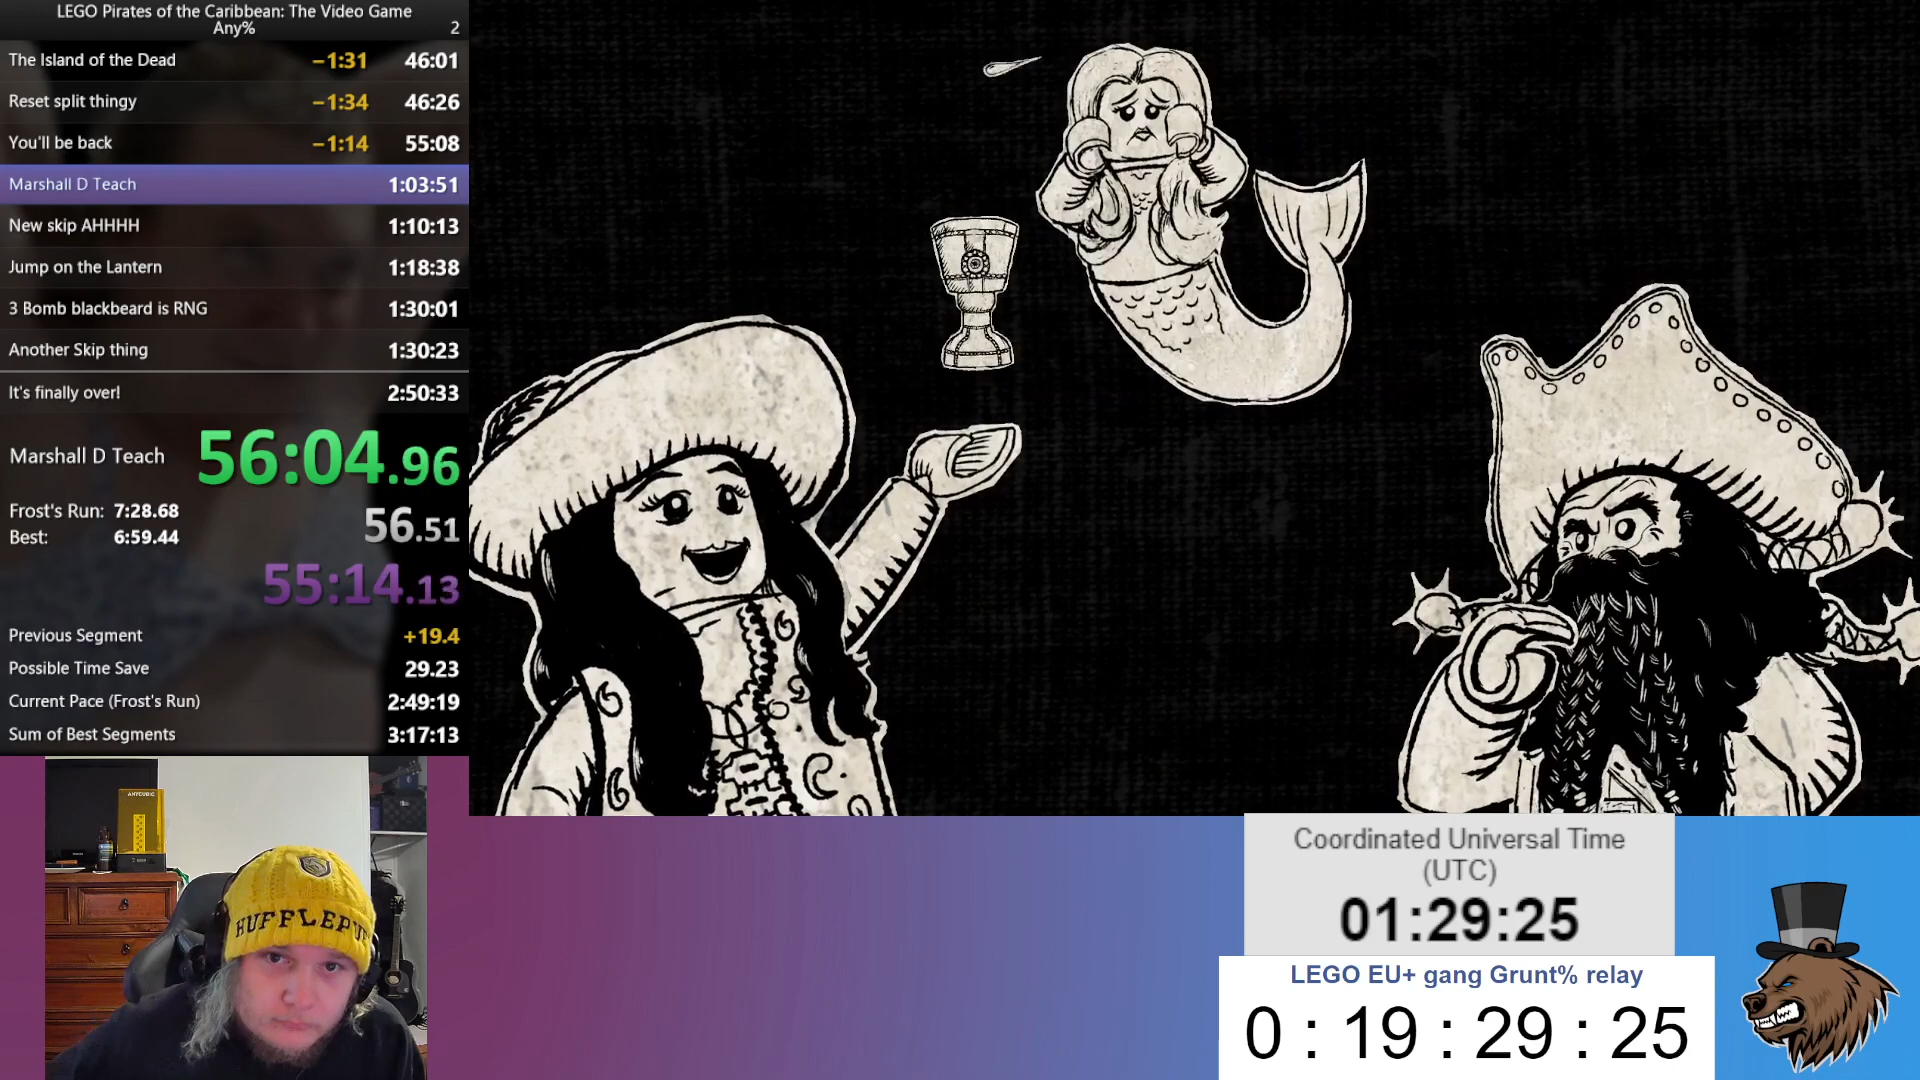 LEGO Pirates of the Caribbean: The Video Game
Any%
2
The Island of the Dead −1:31 46:01
Reset split thingy −1:34 46:26
You'll be back −1:14 55:08
Marshall D Teach 1:03:51
New skip AHHHH 1:10:13
Jump on the Lantern 1:18:38
3 Bomb blackbeard is RNG 1:30:01
Another Skip thing 1:30:23
It's finally over! 2:50:33
Marshall D Teach 56:04.96
Frost's Run: 7:28.68
Best: 6:59.44
56.51
55:14.13
Previous Segment +19.4
Possible Time Save 29.23
Current Pace (Frost's Run) 2:49:19
Sum of Best Segments 3:17:13
ANYCUBIC
HUFFLEPU
Coordinated Universal Time
(UTC)
01:29:25
LEGO EU+ gang Grunt% relay
0 : 19 : 29 : 25